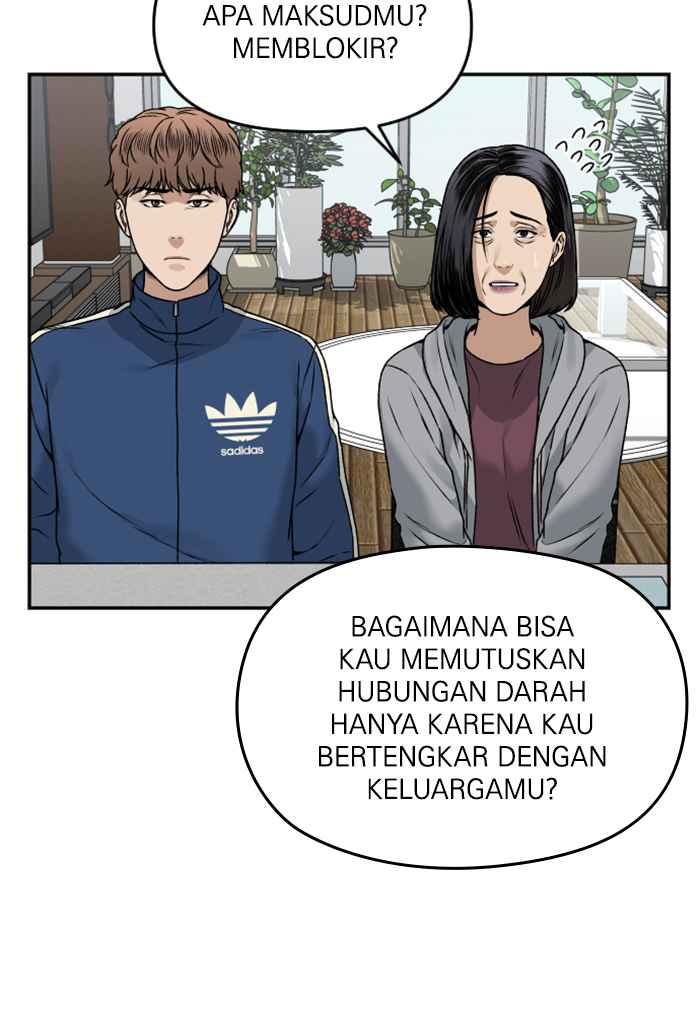 APA MAKSUDMU?
MEMBLOKIR?
sadidas
BAGAIMANA BISA
KAU MEMUTUSKAN
HUBUNGAN DARAH
HANYA KARENA KAU
BERTENGKAR DENGAN
KELUARGAMU?